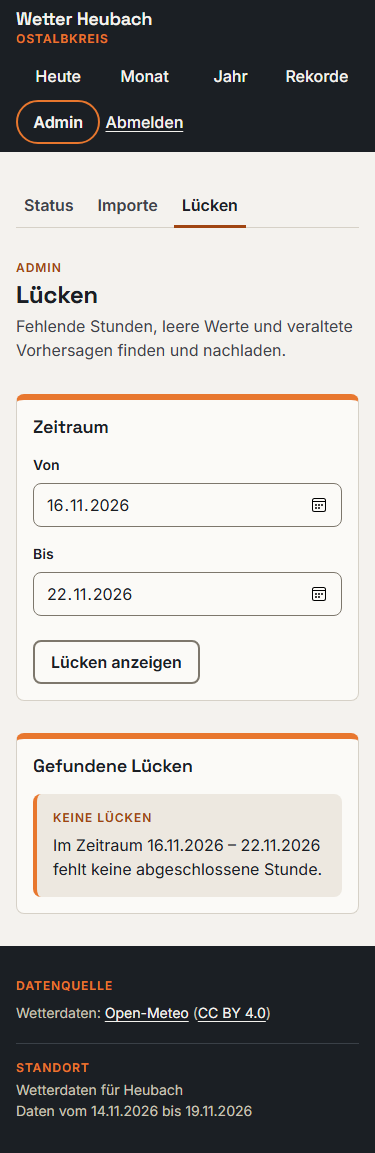 Wetter Heubach
OSTALBKREIS
Heute Monat Jahr Rekorde
Admin Abmelden
Status Importe Lücken
ADMIN
Lücken
Fehlende Stunden, leere Werte und veraltete
Vorhersagen finden und nachladen.
Zeitraum
Von
16.11.2026
Bis
22.11.2026
Lücken anzeigen
Gefundene Lücken
KEINE LÜCKEN
Im Zeitraum 16.11.2026 – 22.11.2026
fehlt keine abgeschlossene Stunde.
DATENQUELLE
Wetterdaten: Open-Meteo (CC BY 4.0)
STANDORT
Wetterdaten für Heubach
Daten vom 14.11.2026 bis 19.11.2026